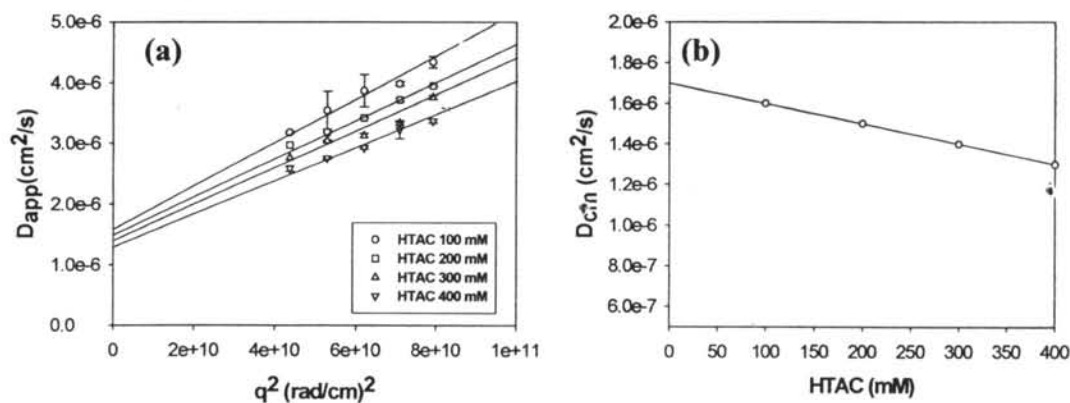 (a)
D_app(cm²/s)
5.0e-6
4.0e-6
3.0e-6
2.0e-6
1.0e-6
0.0
HTAC 100 mM
HTAC 200 mM
HTAC 300 mM
HTAC 400 mM
0 2e+10 4e+10 6e+10 8e+10 1e+11
q² (rad/cm)²
(b)
(cm²/s)
2.0e-6
1.8e-6
1.6e-6
1.4e-6
1.2e-6
1.0e-6
8.0e-7
6.0e-7
0 50 100 150 200 250 300 350 400
HTAC (mM)